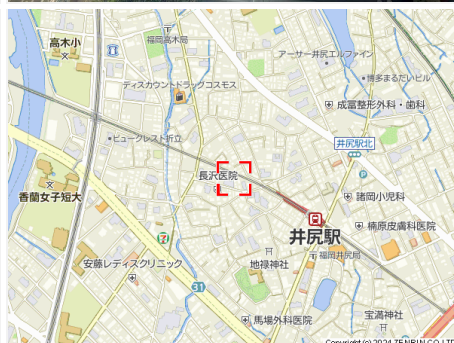 高木小
福岡高木局
アーサー井尻エルファイン
博多まるだいビル
ディスカウントドラッグコスモス
成富整形外科・歯科
ビュークレスト折立
井尻駅北
長沢医院
香蘭女子短大
諸岡小児科
楠原皮膚科医院
井尻駅
安藤レディスクリニック
地禄神社
福岡井尻局
31
宝満神社
馬場外科医院
Copyright(c) 2024 ZENRIN CO.,LTD